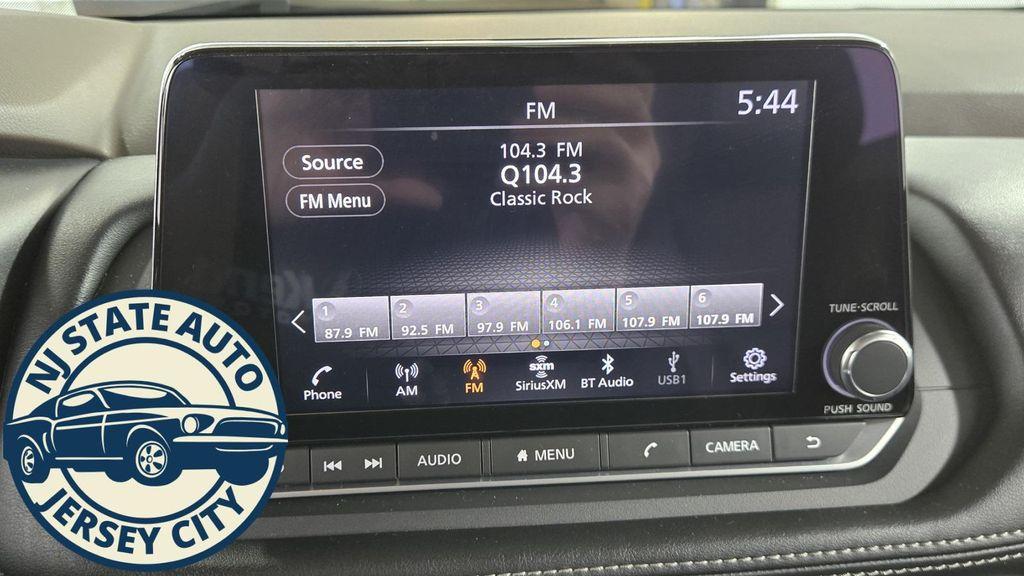 FM
5:44
Source
104.3 FM
Q104.3
Classic Rock
FM Menu
1 2 3 4 5 6
87.9 FM 92.5 FM 97.9 FM 106.1 FM 107.9 FM 107.9 FM
Phone AM FM SiriusXM BT Audio USB1 Settings
sxm
TUNE·SCROLL
PUSH SOUND
AUDIO MENU CAMERA
NJ STATE AUTO
JERSEY CITY